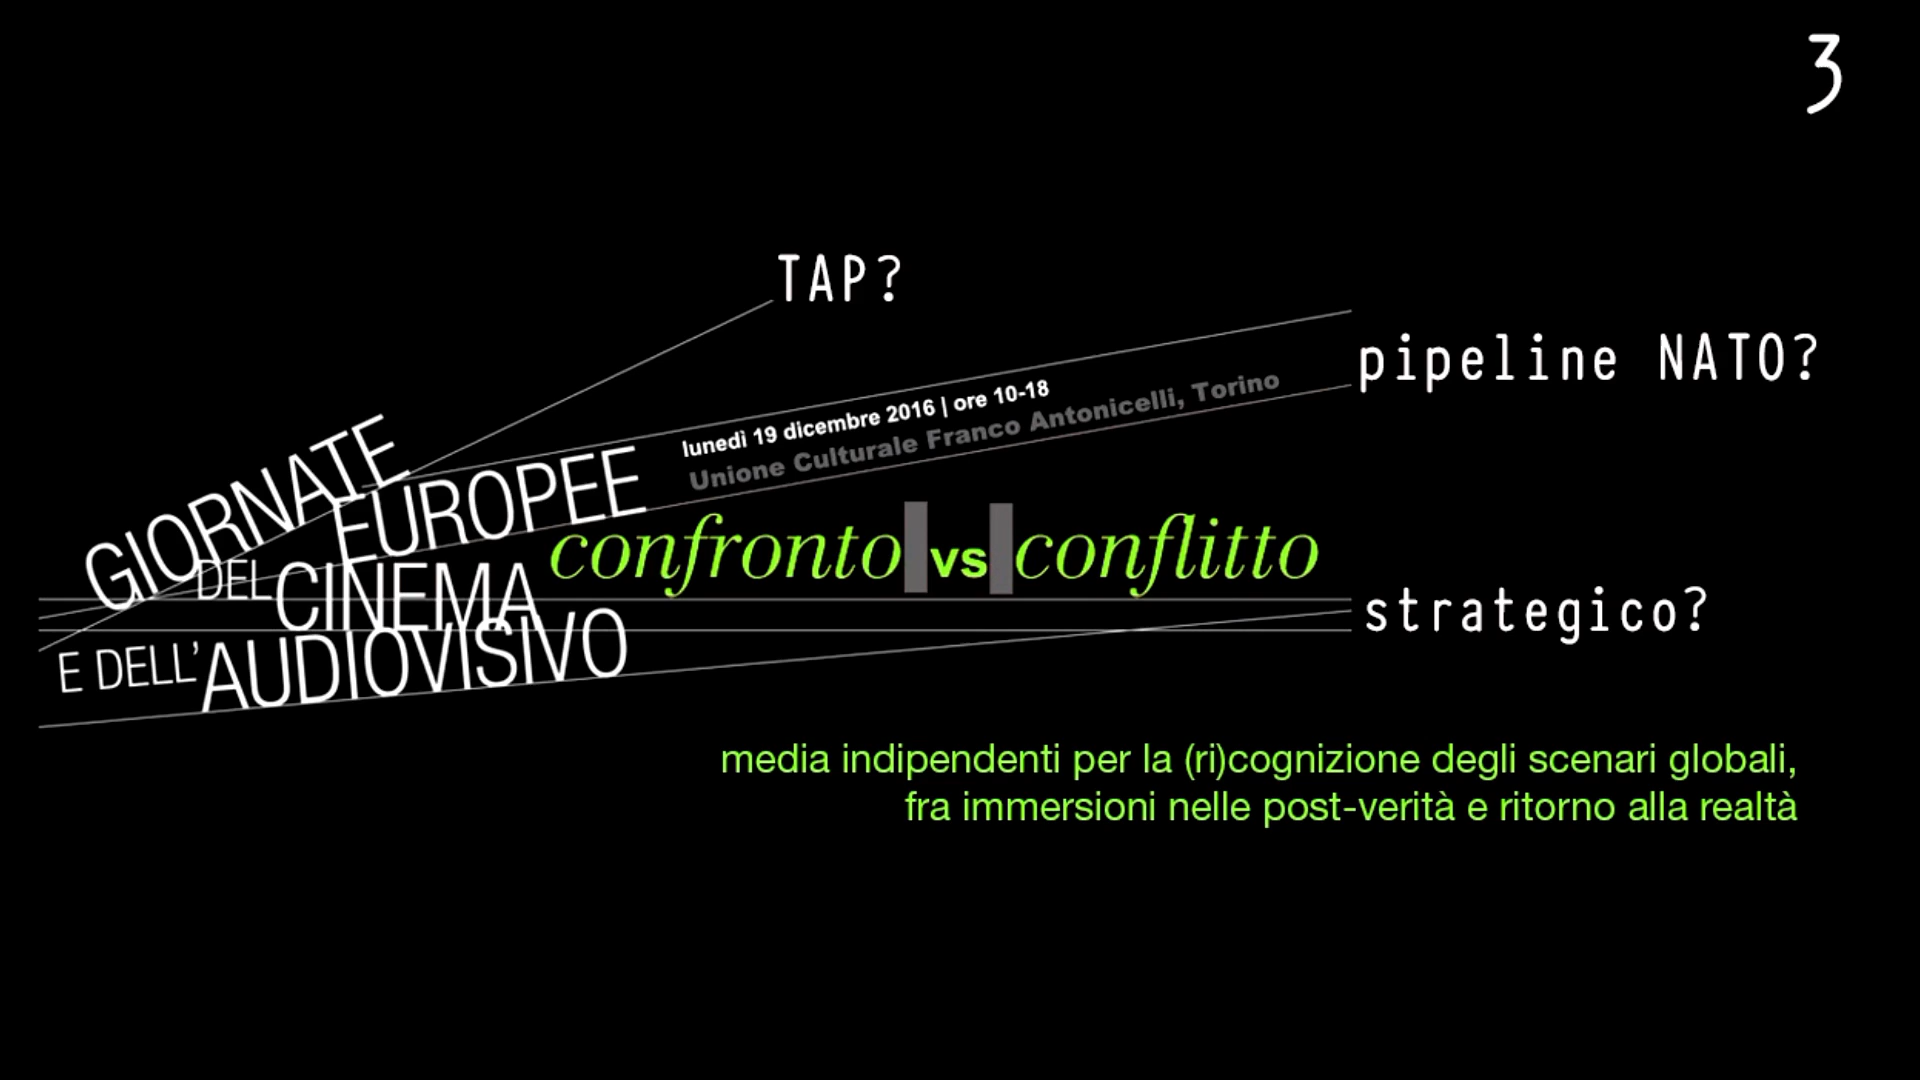 3
TAP?
pipeline NATO?
lunedì 19 dicembre 2016 | ore 10-18
Unione Culturale Franco Antonicelli, Torino
GIORNATE
EUROPEE
DEL CINEMA
E DELL'AUDIOVISIVO
confronto vs conflitto
strategico?
media indipendenti per la (ri)cognizione degli scenari globali,
fra immersioni nelle post-verità e ritorno alla realtà